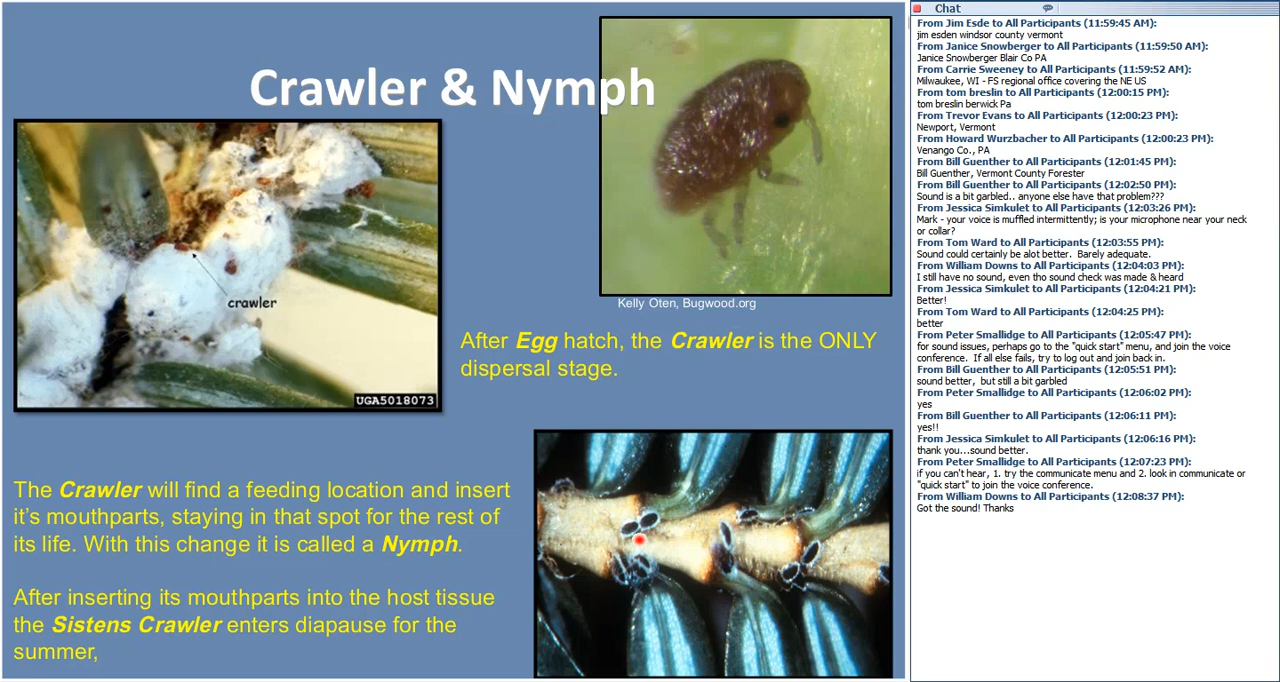 Crawler & Nymph
crawler
UGA5018073
Kelly Oten, Bugwood.org
After Egg hatch, the Crawler is the ONLY
dispersal stage.
The Crawler will find a feeding location and insert
it's mouthparts, staying in that spot for the rest of
its life. With this change it is called a Nymph.
After inserting its mouthparts into the host tissue
the Sistens Crawler enters diapause for the
summer,
Chat
From Jim Esde to All Participants (11:59:45 AM):
jim esden windsor county vermont
From Janice Snowberger to All Participants (11:59:50 AM):
Janice Snowberger Blair Co PA
From Carrie Sweeney to All Participants (11:59:52 AM):
Milwaukee, WI - FS regional office covering the NE US
From tom breslin to All Participants (12:00:15 PM):
tom breslin berwick Pa
From Trevor Evans to All Participants (12:00:23 PM):
Newport, Vermont
From Howard Wurzbacher to All Participants (12:00:23 PM):
Venango Co., PA
From Bill Guenther to All Participants (12:01:45 PM):
Bill Guenther, Vermont County Forester
From Bill Guenther to All Participants (12:02:50 PM):
Sound is a bit garbled.. anyone else have that problem???
From Jessica Simkulet to All Participants (12:03:26 PM):
Mark - your voice is muffled intermittently; is your microphone near your neck
or collar?
From Tom Ward to All Participants (12:03:55 PM):
Sound could certainly be alot better.  Barely adequate.
From William Downs to All Participants (12:04:03 PM):
I still have no sound, even tho sound check was made & heard
From Jessica Simkulet to All Participants (12:04:21 PM):
Better!
From Tom Ward to All Participants (12:04:25 PM):
better
From Peter Smallidge to All Participants (12:05:47 PM):
for sound issues, perhaps go to the "quick start" menu, and join the voice
conference.  If all else fails, try to log out and join back in.
From Bill Guenther to All Participants (12:05:51 PM):
sound better,  but still a bit garbled
From Peter Smallidge to All Participants (12:06:02 PM):
yes
From Bill Guenther to All Participants (12:06:11 PM):
yes!!
From Jessica Simkulet to All Participants (12:06:16 PM):
thank you...sound better.
From Peter Smallidge to All Participants (12:07:23 PM):
if you can't hear, 1. try the communicate menu and 2. look in communicate or
"quick start" to join the voice conference.
From William Downs to All Participants (12:08:37 PM):
Got the sound! Thanks